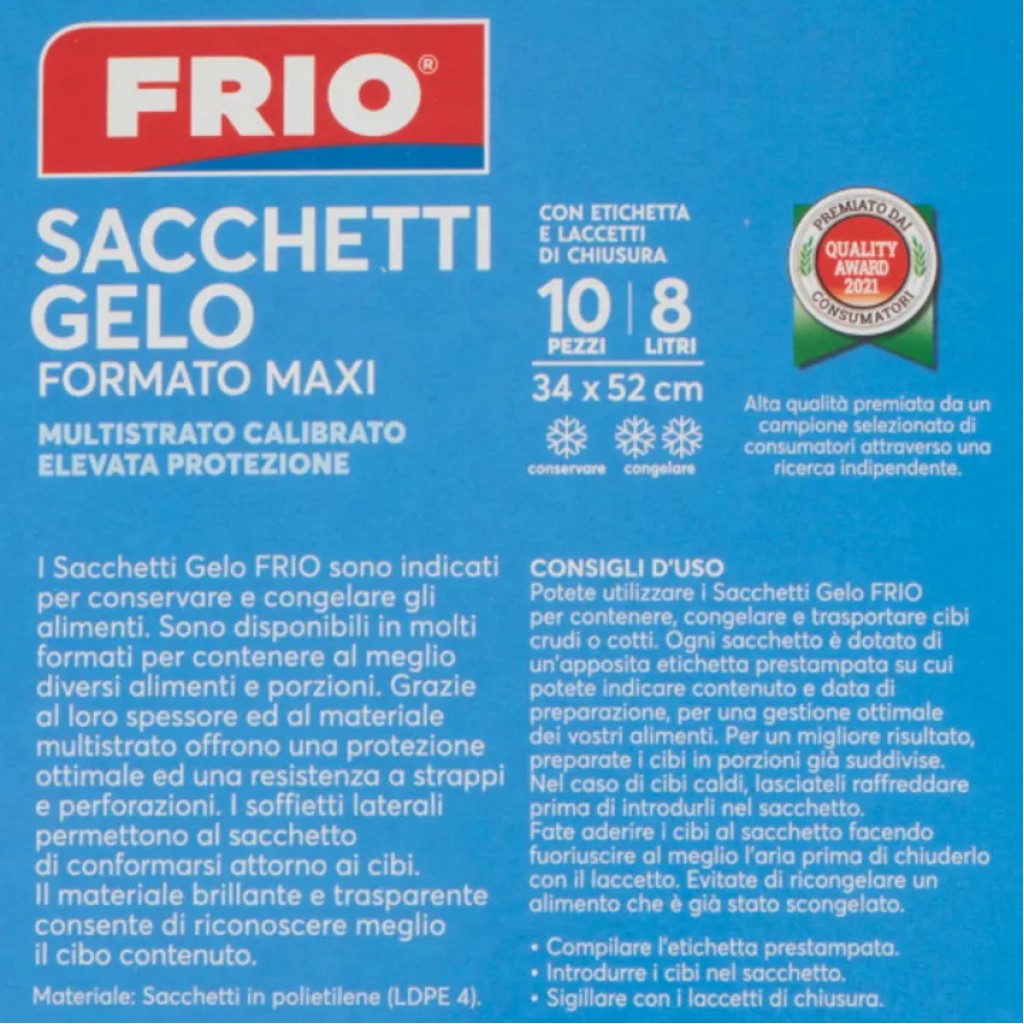 FRIO®
SACCHETTI
GELO
FORMATO MAXI
MULTISTRATO CALIBRATO
ELEVATA PROTEZIONE
CON ETICHETTA
E LACCETTI
DI CHIUSURA
10 | 8
PEZZI LITRI
34 x 52 cm
conservare congelare
PREMIATO DAI
QUALITY
AWARD
2021
CONSUMATORI
Alta qualità premiata da un
campione selezionato di
consumatori attraverso una
ricerca indipendente.
I Sacchetti Gelo FRIO sono indicati
per conservare e congelare gli
alimenti. Sono disponibili in molti
formati per contenere al meglio
diversi alimenti e porzioni. Grazie
al loro spessore ed al materiale
multistrato offrono una protezione
ottimale ed una resistenza a strappi
e perforazioni. I soffietti laterali
permettono al sacchetto
di conformarsi attorno ai cibi.
Il materiale brillante e trasparente
consente di riconoscere meglio
il cibo contenuto.
Materiale: Sacchetti in polietilene (LDPE 4).
CONSIGLI D'USO
Potete utilizzare i Sacchetti Gelo FRIO
per contenere, congelare e trasportare cibi
crudi o cotti. Ogni sacchetto è dotato di
un'apposita etichetta prestampata su cui
potete indicare contenuto e data di
preparazione, per una gestione ottimale
dei vostri alimenti. Per un migliore risultato,
preparate i cibi in porzioni già suddivise.
Nel caso di cibi caldi, lasciateli raffreddare
prima di introdurli nel sacchetto.
Fate aderire i cibi al sacchetto facendo
fuoriuscire al meglio l'aria prima di chiuderlo
con il laccetto. Evitate di ricongelare un
alimento che è già stato scongelato.
• Compilare l'etichetta prestampata.
• Introdurre i cibi nel sacchetto.
• Sigillare con i laccetti di chiusura.